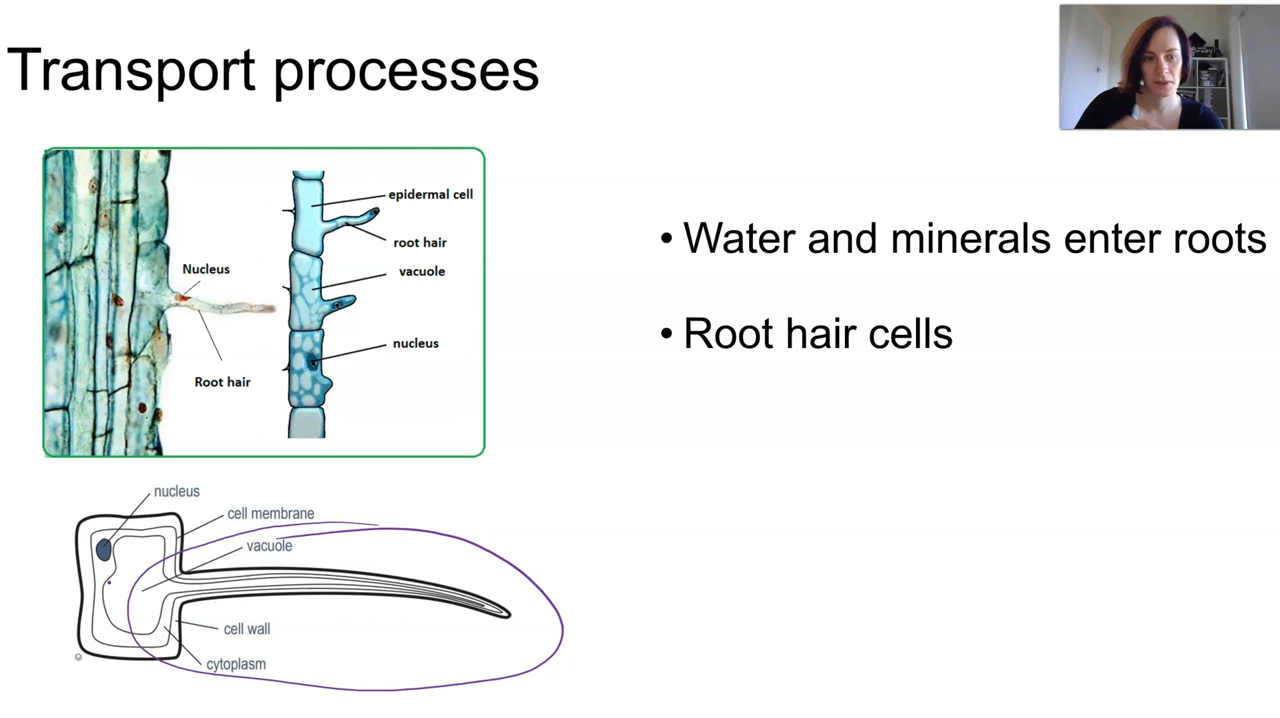 Transport processes
epidermal cell
root hair
Nucleus
vacuole
nucleus
Root hair
• Water and minerals enter roots
• Root hair cells
nucleus
cell membrane
vacuole
cell wall
cytoplasm